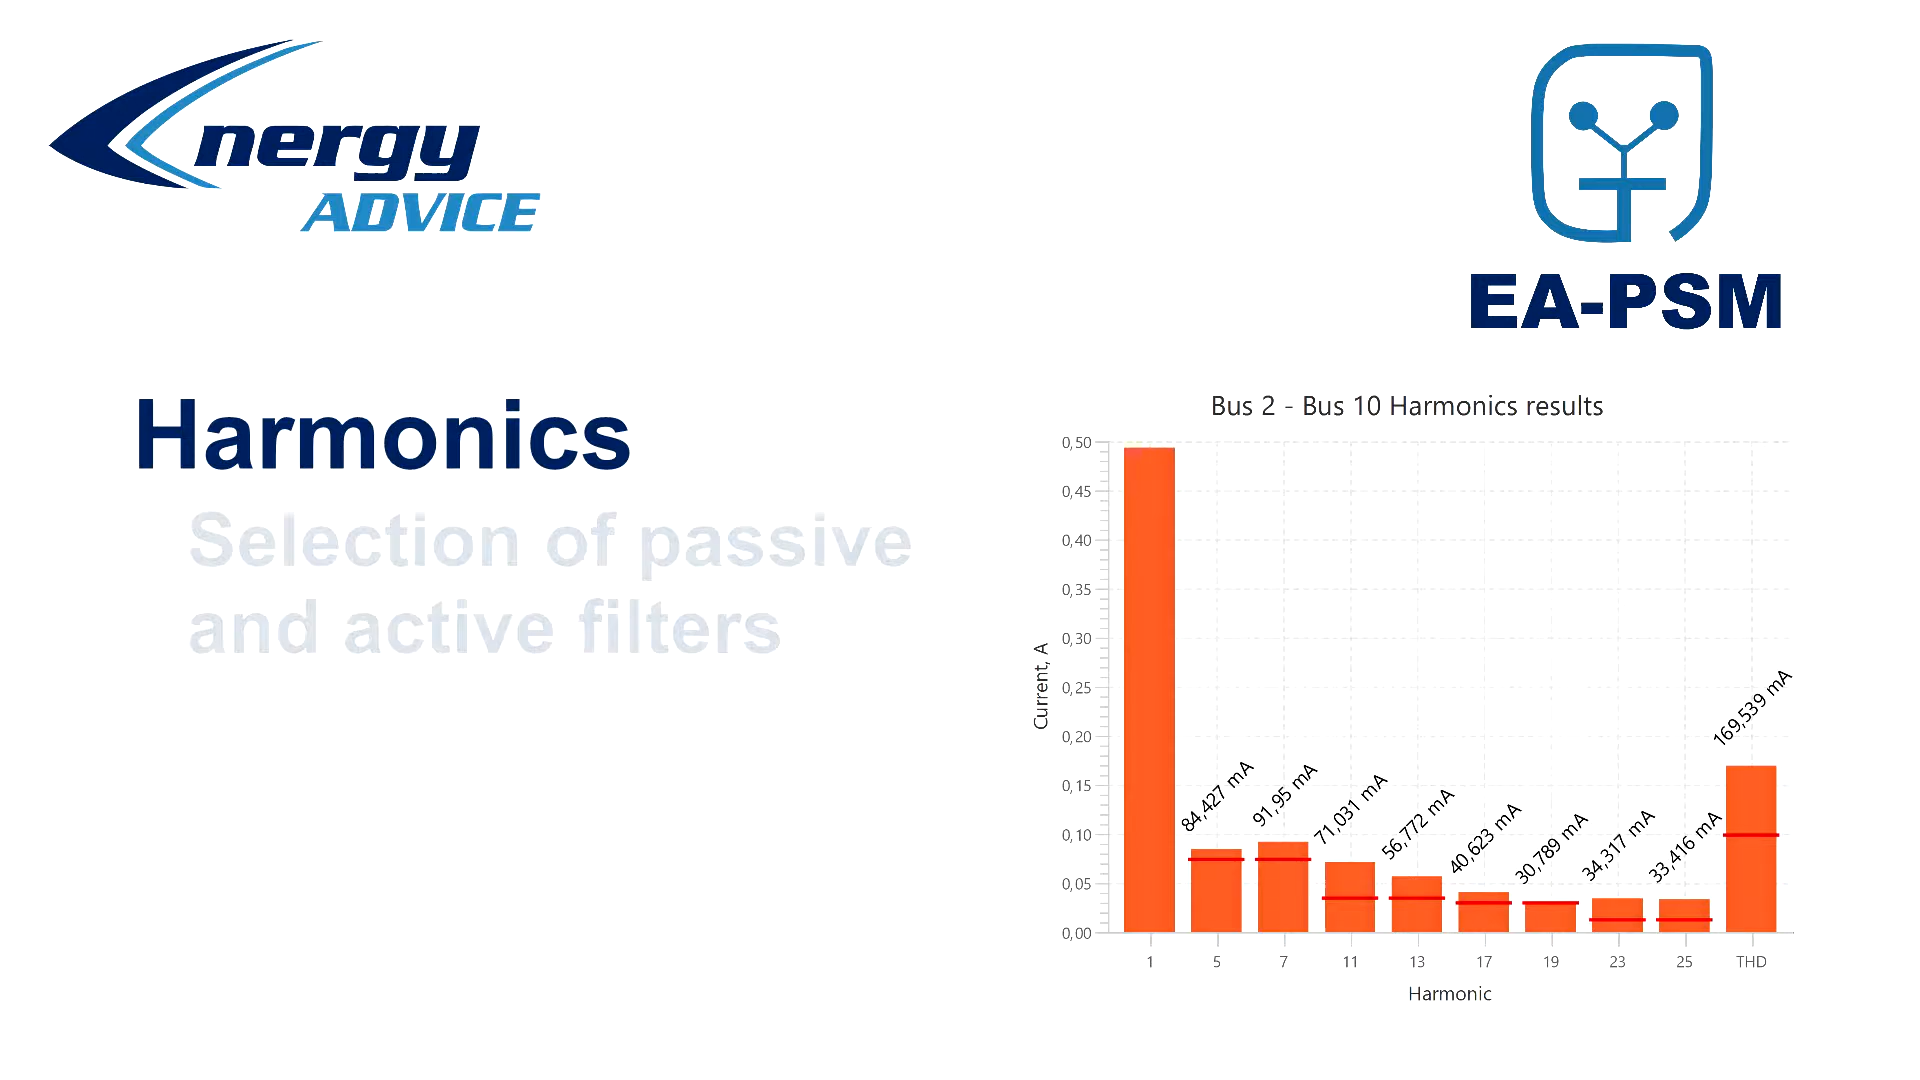 nergy
ADVICE
EA-PSM
Harmonics
Selection of passive
and active filters
Bus 2 - Bus 10 Harmonics results
Current, A
0,50
0,45
0,40
0,35
0,30
0,25
0,20
0,15
0,10
0,05
0,00
84,427 mA
91,95 mA
71,031 mA
56,772 mA
40,623 mA
30,789 mA
34,317 mA
33,416 mA
169,539 mA
1 5 7 11 13 17 19 23 25 THD
Harmonic